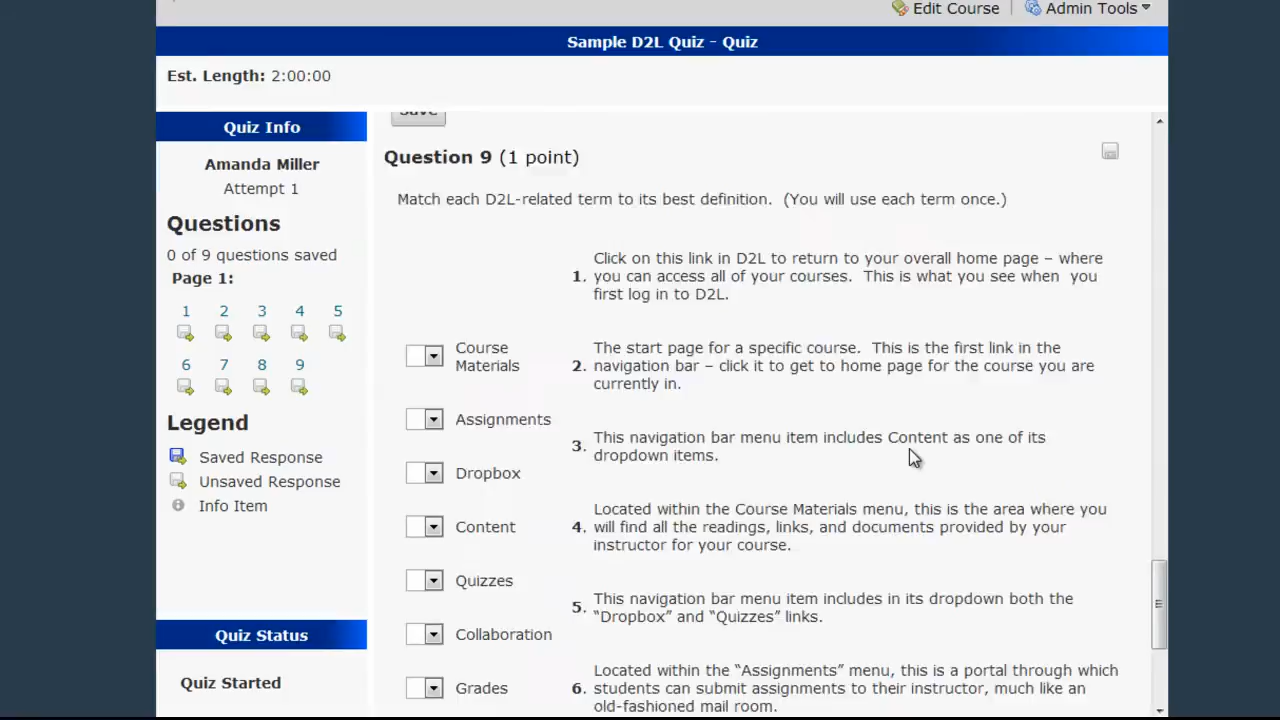 Edit Course
Admin Tools
Sample D2L Quiz - Quiz
Est. Length: 2:00:00
Quiz Info
Amanda Miller
Attempt 1
Questions
0 of 9 questions saved
Page 1:
1 2 3 4 5
6 7 8 9
Legend
Saved Response
Unsaved Response
Info Item
Quiz Status
Quiz Started
Save
Question 9 (1 point)
Match each D2L-related term to its best definition. (You will use each term once.)
Course
Materials
Assignments
Dropbox
Content
Quizzes
Collaboration
Grades
1. Click on this link in D2L to return to your overall home page – where
you can access all of your courses. This is what you see when you
first log in to D2L.
2. The start page for a specific course. This is the first link in the
navigation bar – click it to get to home page for the course you are
currently in.
3. This navigation bar menu item includes Content as one of its
dropdown items.
4. Located within the Course Materials menu, this is the area where you
will find all the readings, links, and documents provided by your
instructor for your course.
5. This navigation bar menu item includes in its dropdown both the
“Dropbox” and “Quizzes” links.
6. Located within the “Assignments” menu, this is a portal through which
students can submit assignments to their instructor, much like an
old-fashioned mail room.